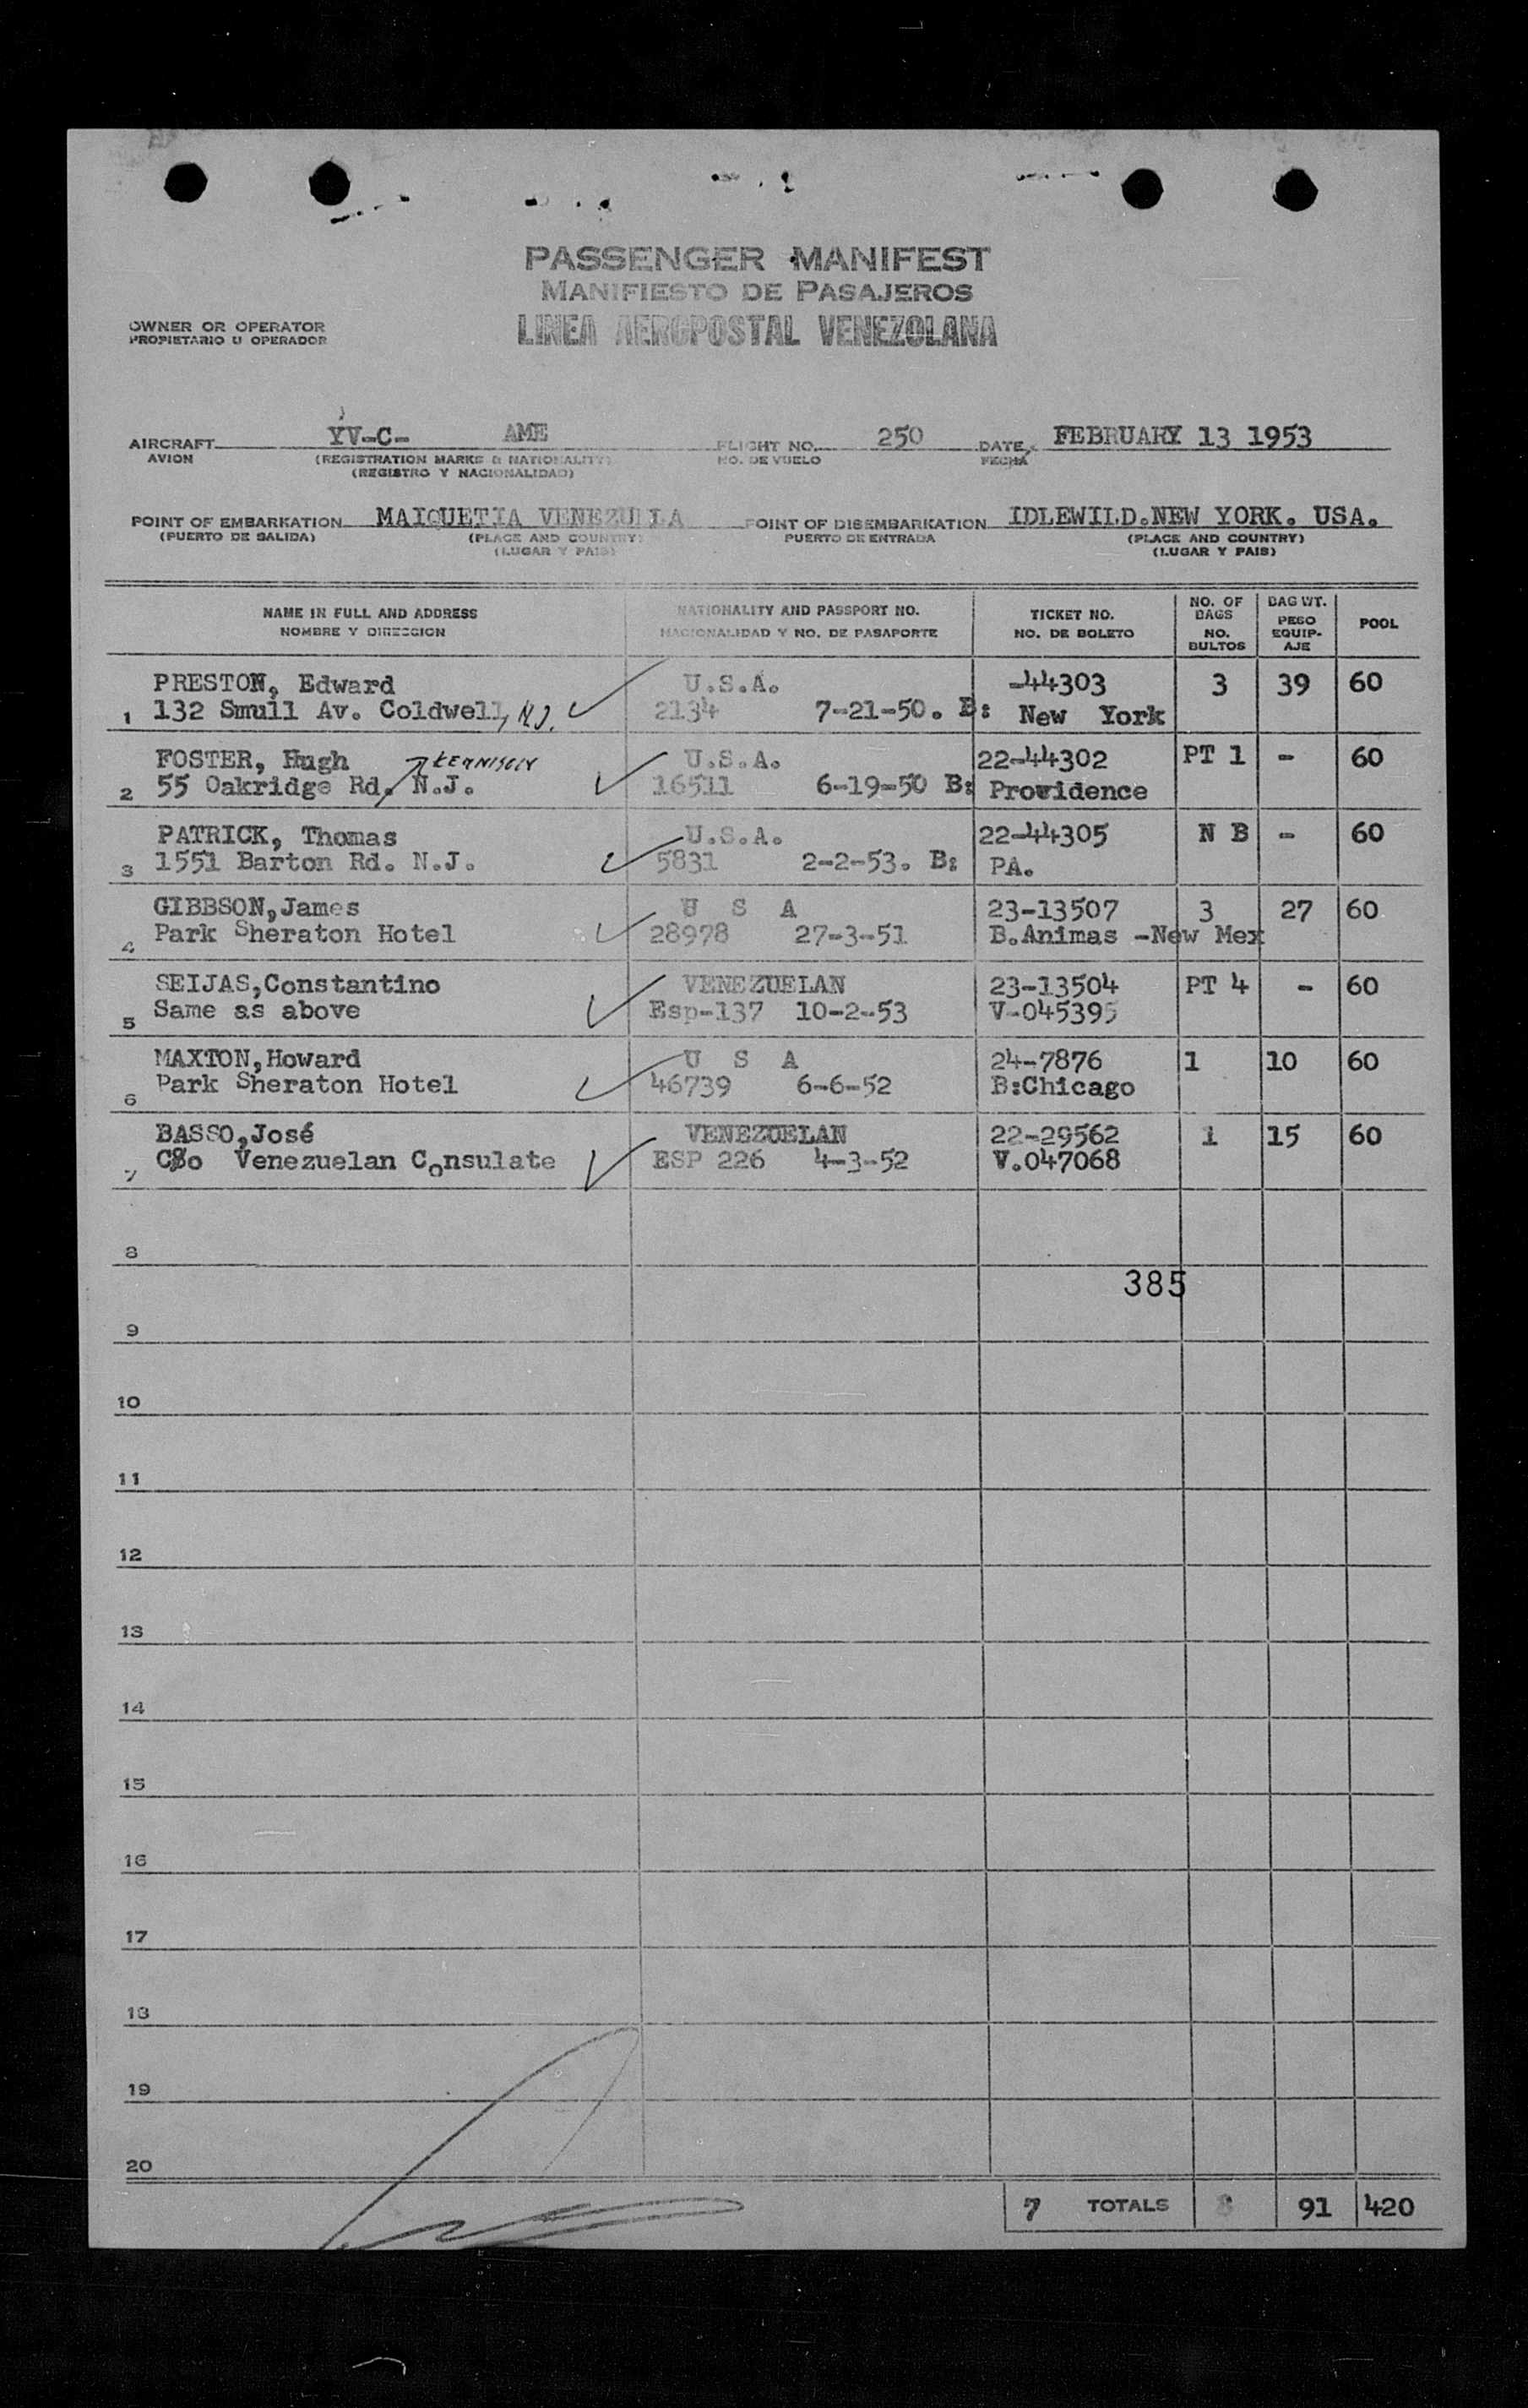 PASSENGER MANIFEST
MANIFIESTO DE PASAJEROS
OWNER OR OPERATOR
PROPIETARIO U OPERADOR
LINEA AEROPOSTAL VENEZOLANA
AIRCRAFT YV-C- AME FLIGHT NO. 250 DATE FEBRUARY 13 1953
AVION (REGISTRATION MARKS & NATIONALITY) NO. DE VUELO FECHA
(REGISTRO Y NACIONALIDAD)
POINT OF EMBARKATION MAIQUETIA VENEZUELA POINT OF DISEMBARKATION IDLEWILD.NEW YORK. USA.
(PUERTO DE SALIDA) (PLACE AND COUNTRY) PUERTO DE ENTRADA (PLACE AND COUNTRY)
(LUGAR Y PAIS) (LUGAR Y PAIS)
NAME IN FULL AND ADDRESS NATIONALITY AND PASSPORT NO. TICKET NO. NO. OF BAGS BAG WT. POOL
NOMBRE Y DIRECCION NACIONALIDAD Y NO. DE PASAPORTE NO. DE BOLETO NO. BULTOS PESO EQUIP-AJE
PRESTON, Edward U.S.A. -44303 3 39 60
1 132 Smull Av. Coldwell, N.J. 2134 7-21-50. B: New York
FOSTER, Hugh U.S.A. 22-44302 PT 1 - 60
2 55 Oakridge Rd. N.J. 16511 6-19-50 B: Providence
PATRICK, Thomas U.S.A. 22-44305 N B - 60
3 1551 Barton Rd. N.J. 5831 2-2-53. B: PA.
GIBBSON,James U S A 23-13507 3 27 60
4 Park Sheraton Hotel 28978 27-3-51 B.Animas -New Mex
SEIJAS,Constantino VENEZUELAN 23-13504 PT 4 - 60
5 Same as above Esp-137 10-2-53 V-045395
MAXTON,Howard U S A 24-7876 1 10 60
6 Park Sheraton Hotel 46739 6-6-52 B:Chicago
BASSO,José VENEZUELAN 22-29562 1 15 60
7 C/o Venezuelan Consulate ESP 226 4-3-52 V.047068
8
385
9
10
11
12
13
14
15
16
17
18
19
20
7 TOTALS 8 91 420